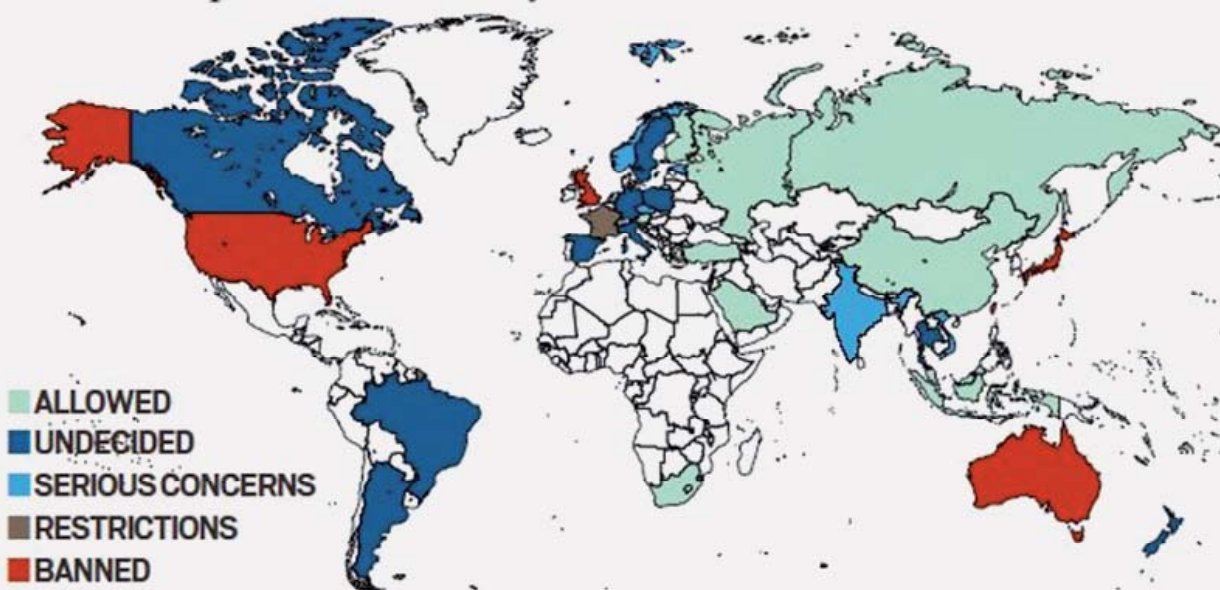 ALLOWED
UNDECIDED
SERIOUS CONCERNS
RESTRICTIONS
BANNED